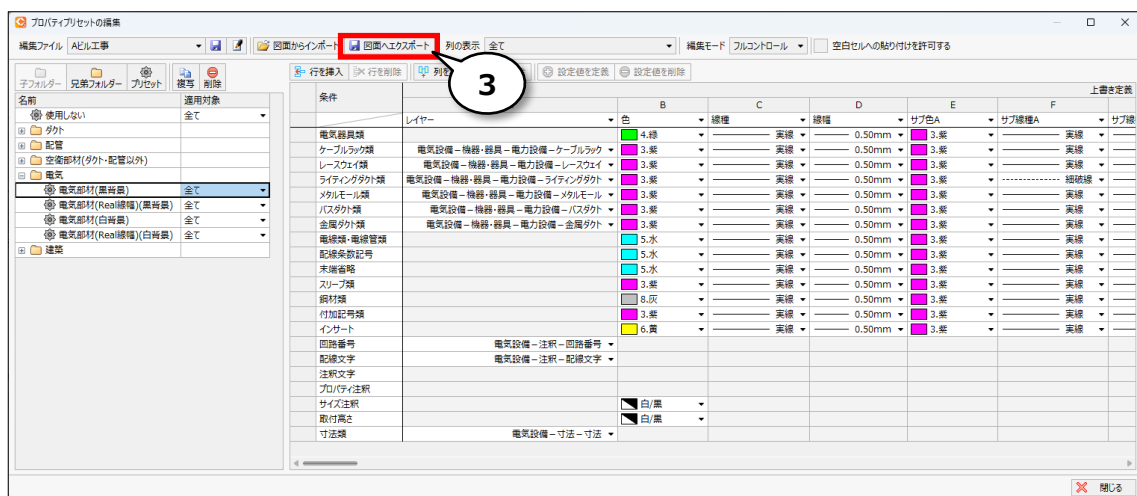 プロパティプリセットの編集
編集ファイル Aビル工事 図面からインポート 図面へエクスポート 列の表示 全て 編集モード フルコントロール 空白セルへの貼り付けを許可する
子フォルダー 兄弟フォルダー プリセット 複写 削除
行を挿入 行を削除 列を 設定値を定義 設定値を削除
3
名前 適用対象
使用しない 全て
ダクト
配管
空衛部材(ダクト・配管以外)
電気
電気部材(黒背景) 全て
電気部材(Real線幅)(黒背景) 全て
電気部材(白背景) 全て
電気部材(Real線幅)(白背景) 全て
建築
条件 上書き定義
B C D E F
レイヤー 色 線種 線幅 サブ色A サブ線種A サブ線
電気器具類 4.緑 実線 0.50mm 3.紫 実線
ケーブルラック類 電気設備－機器・器具－電力設備－ケーブルラック 3.紫 実線 0.50mm 3.紫 実線
レースウェイ類 電気設備－機器・器具－電力設備－レースウェイ 3.紫 実線 0.50mm 3.紫 実線
ライティングダクト類 電気設備－機器・器具－電力設備－ライティングダクト 3.紫 実線 0.50mm 3.紫 細破線
メタルモール類 電気設備－機器・器具－電力設備－メタルモール 3.紫 実線 0.50mm 3.紫 実線
バスダクト類 電気設備－機器・器具－電力設備－バスダクト 3.紫 実線 0.50mm 3.紫 実線
金属ダクト類 電気設備－機器・器具－電力設備－金属ダクト 3.紫 実線 0.50mm 3.紫 実線
電線類・電線管類 5.水 実線 0.50mm 3.紫 実線
配線条数記号 5.水 実線 0.50mm 3.紫 実線
末端省略 5.水 実線 0.50mm 3.紫 実線
スリーブ類 3.紫 実線 0.50mm 3.紫 実線
鋼材類 8.灰 実線 0.50mm 3.紫 実線
付加記号類 3.紫 実線 0.50mm 3.紫 実線
インサート 6.黄 実線 0.50mm 3.紫 実線
回路番号 電気設備－注釈－回路番号
配線文字 電気設備－注釈－配線文字
注釈文字
プロパティ注釈
サイズ注釈 白/黒
取付高さ 白/黒
寸法類 電気設備－寸法－寸法
閉じる